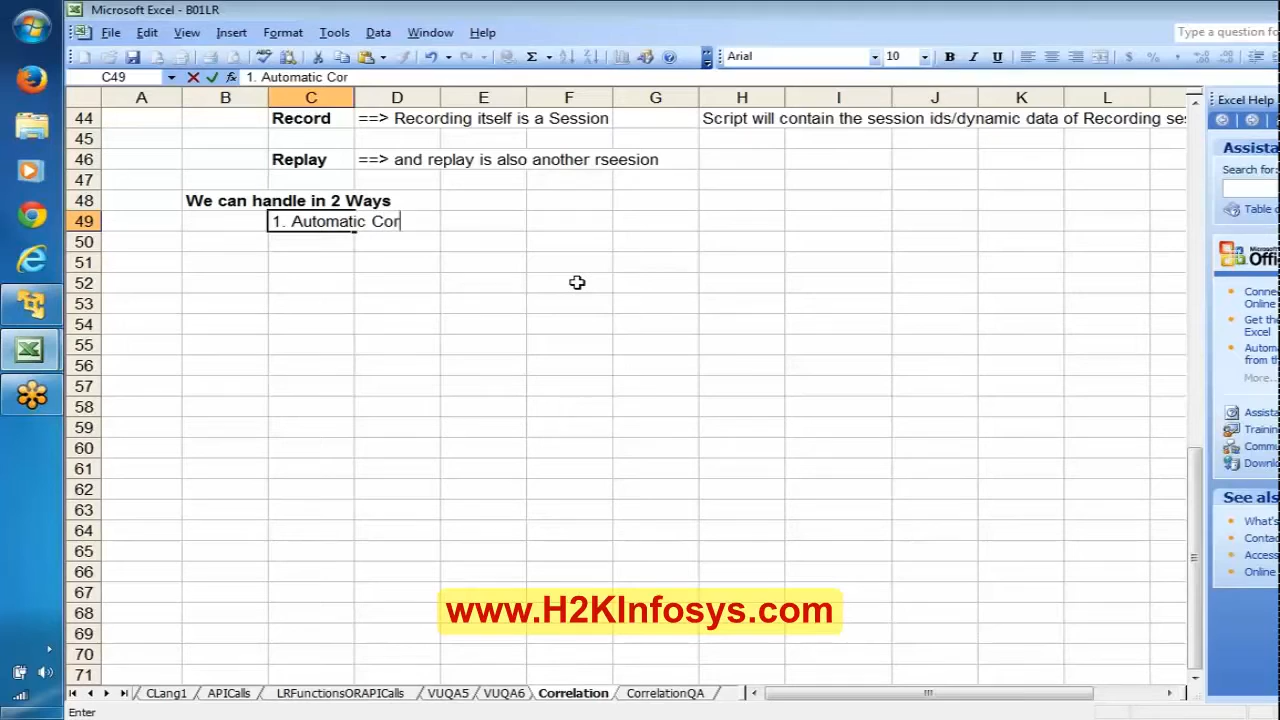 Microsoft Excel - B01LR
File Edit View Insert Format Tools Data Window Help
Type a question fo
Arial 10 B I U $ %
C49 fx 1. Automatic Cor
A B C D E F G H I J K L
44 Record ==> Recording itself is a Session Script will contain the session ids/dynamic data of Recording ses
45
46 Replay ==> and replay is also another rseesion
47
48 We can handle in 2 Ways
49 1. Automatic Cor
50
51
52
53
54
55
56
57
58
59
60
61
62
63
64
65
66
67
68
69
70
71
Excel Help
Assista
Search for:
Table o
Microsoft
Offi
Conne
Online
Get the
Excel
Autom
from th
More...
Assista
Trainin
Commu
Downlo
See als
What's
Contac
Access
Online
www.H2KInfosys.com
CLang1 APICalls LRFunctionsORAPICalls VUQA5 VUQA6 Correlation CorrelationQA
Enter